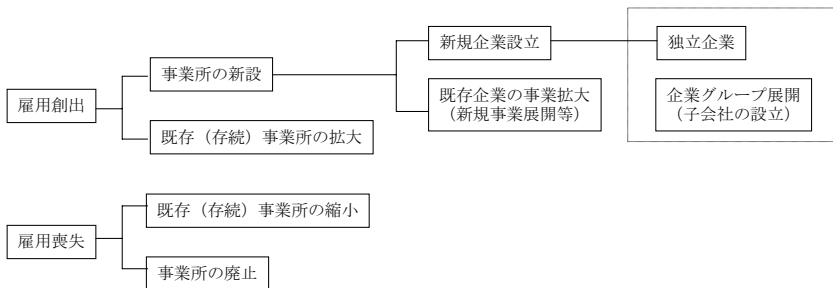 雇用創出
事業所の新設
既存（存続）事業所の拡大
新規企業設立
既存企業の事業拡大
（新規事業展開等）
独立企業
企業グループ展開
（子会社の設立）
雇用喪失
既存（存続）事業所の縮小
事業所の廃止